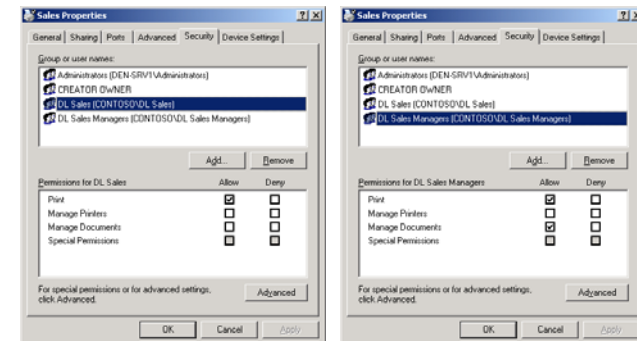 Sales Properties
General Sharing Ports Advanced Security Device Settings
Group or user names:
Administrators (DEN-SRV1\Administrators)
CREATOR OWNER
DL Sales (CONTOSO\DL Sales)
DL Sales Managers (CONTOSO\DL Sales Managers)
Add... Remove
Permissions for DL Sales Allow Deny
Print
Manage Printers
Manage Documents
Special Permissions
For special permissions or for advanced settings,
click Advanced. Advanced
OK Cancel Apply
Sales Properties
General Sharing Ports Advanced Security Device Settings
Group or user names:
Administrators (DEN-SRV1\Administrators)
CREATOR OWNER
DL Sales (CONTOSO\DL Sales)
DL Sales Managers (CONTOSO\DL Sales Managers)
Add... Remove
Permissions for DL Sales Managers Allow Deny
Print
Manage Printers
Manage Documents
Special Permissions
For special permissions or for advanced settings,
click Advanced. Advanced
OK Cancel Apply